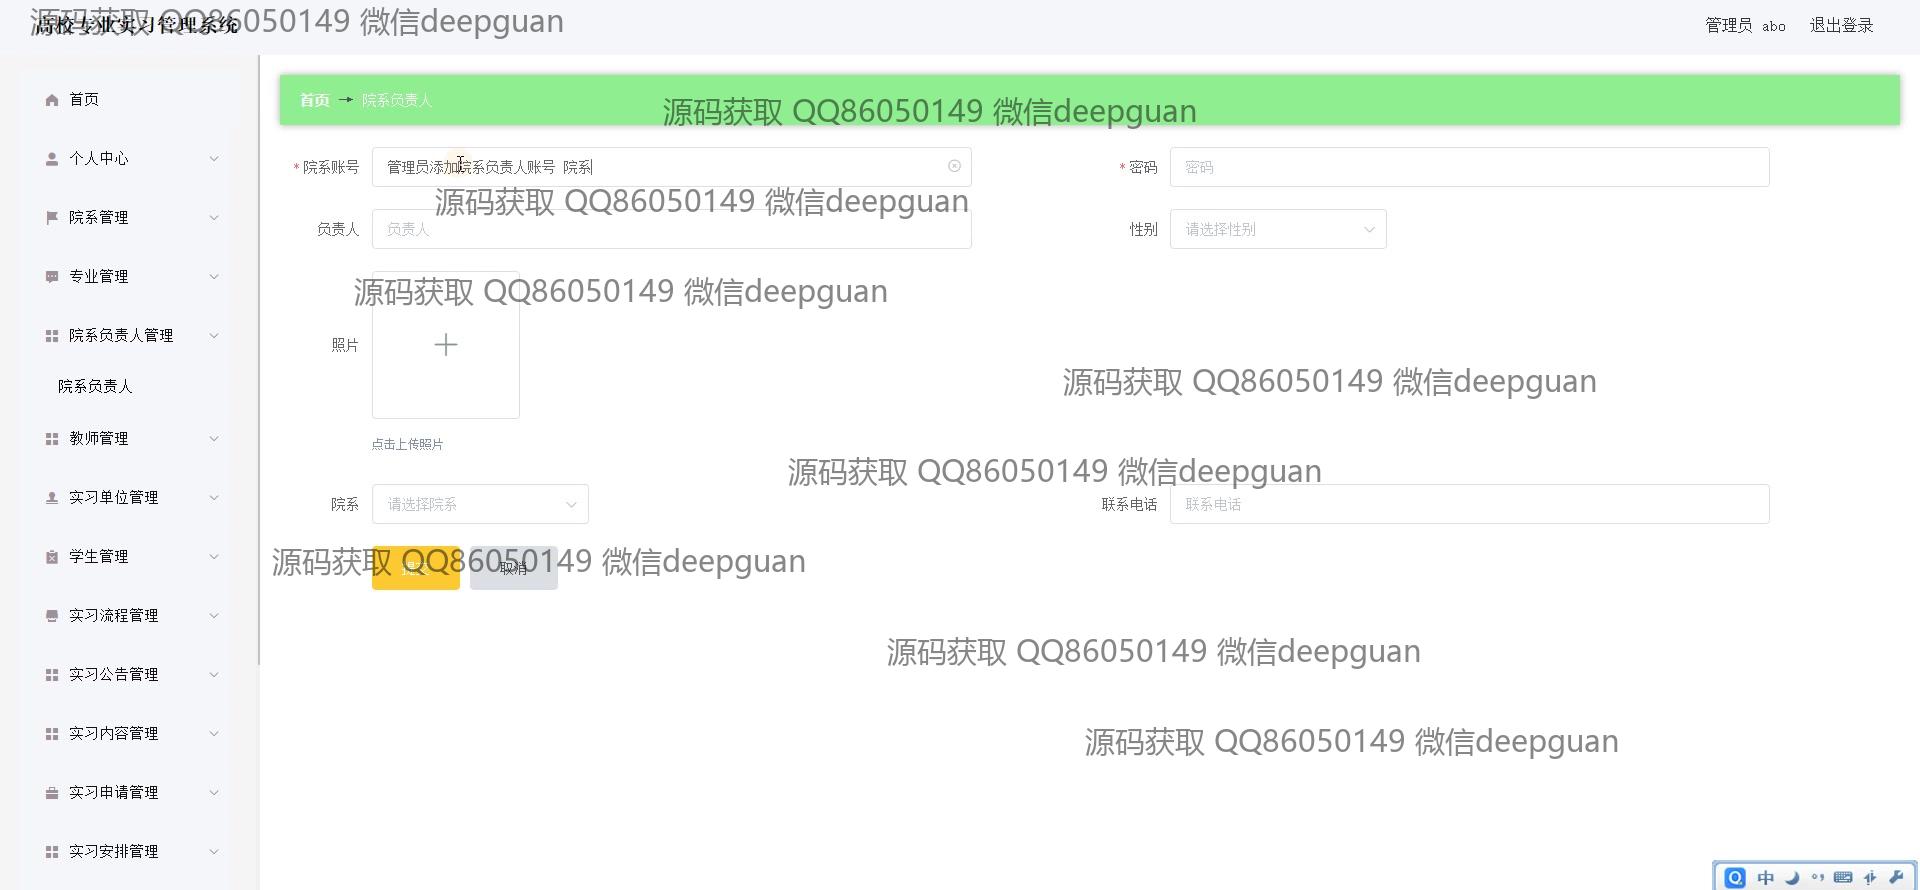 高校专业实习管理系统
源码获取 QQ86050149 微信deepguan
管理员 abo
退出登录
首页
个人中心
院系管理
专业管理
院系负责人管理
院系负责人
教师管理
实习单位管理
学生管理
实习流程管理
实习公告管理
实习内容管理
实习申请管理
实习安排管理
首页 → 院系负责人
源码获取 QQ86050149 微信deepguan
* 院系账号 管理员添加院系负责人账号 院系
* 密码 密码
源码获取 QQ86050149 微信deepguan
负责人 负责人
性别 请选择性别
源码获取 QQ86050149 微信deepguan
照片
源码获取 QQ86050149 微信deepguan
点击上传照片
源码获取 QQ86050149 微信deepguan
院系 请选择院系
联系电话 联系电话
源码获取 QQ86050149 微信deepguan
提交
取消
源码获取 QQ86050149 微信deepguan
源码获取 QQ86050149 微信deepguan
中